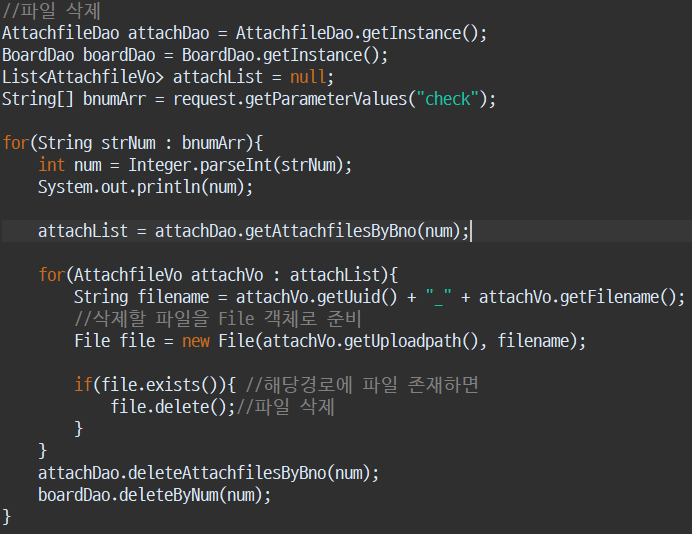 //파일 삭제
AttachfileDao attachDao = AttachfileDao.getInstance();
BoardDao boardDao = BoardDao.getInstance();
List<AttachfileVo> attachList = null;
String[] bnumArr = request.getParameterValues("check");
for(String strNum : bnumArr){
int num = Integer.parseInt(strNum);
System.out.println(num);
attachList = attachDao.getAttachfilesByBno(num);
for(AttachfileVo attachVo : attachList){
String filename = attachVo.getUuid() + "_" + attachVo.getFilename();
//삭제할 파일을 File 객체로 준비
File file = new File(attachVo.getUploadpath(), filename);
if(file.exists()){ //해당경로에 파일 존재하면
file.delete();//파일 삭제
}
}
attachDao.deleteAttachfilesByBno(num);
boardDao.deleteByNum(num);
}